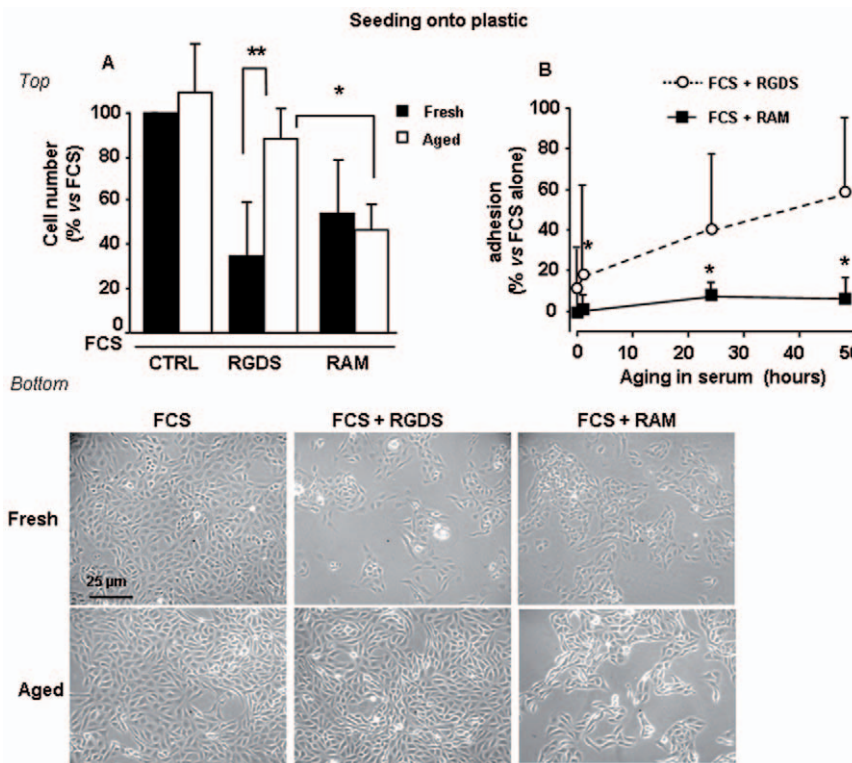 Seeding onto plastic
Top
A
**
*
Fresh
Aged
Cell number
(% vs FCS)
100
80
60
40
20
0
FCS
CTRL RGDS RAM
B
FCS + RGDS
FCS + RAM
adhesion
(% vs FCS alone)
100
80
60
40
20
0
*
*
*
0 10 20 30 40 50
Aging in serum (hours)
Bottom
FCS FCS + RGDS FCS + RAM
Fresh
25 µm
Aged